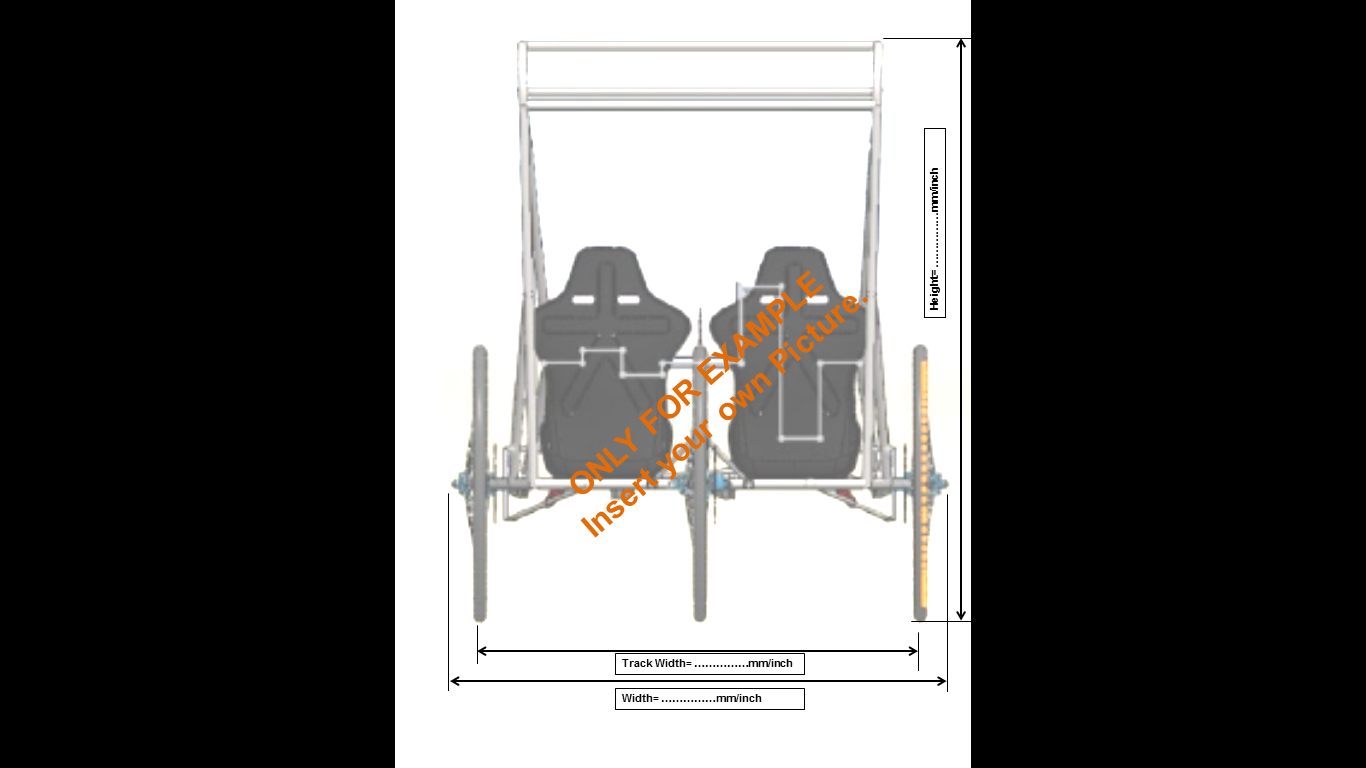 Height= ……………mm/inch
ONLY FOR EXAMPLE
Insert your own Picture.
Track Width= ……………mm/inch
Width= ……………mm/inch